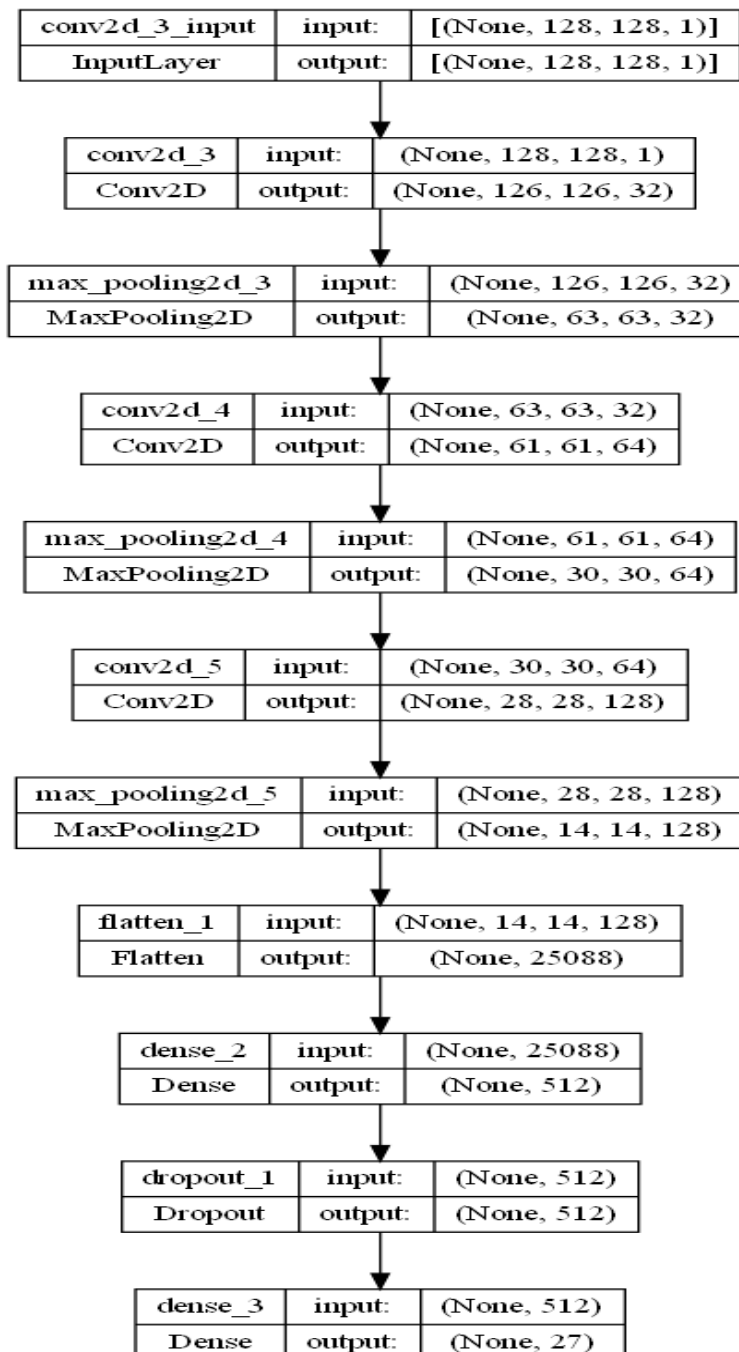 conv2d_3_input input: [(None, 128, 128, 1)]
InputLayer output: [(None, 128, 128, 1)]
conv2d_3 input: (None, 128, 128, 1)
Conv2D output: (None, 126, 126, 32)
max_pooling2d_3 input: (None, 126, 126, 32)
MaxPooling2D output: (None, 63, 63, 32)
conv2d_4 input: (None, 63, 63, 32)
Conv2D output: (None, 61, 61, 64)
max_pooling2d_4 input: (None, 61, 61, 64)
MaxPooling2D output: (None, 30, 30, 64)
conv2d_5 input: (None, 30, 30, 64)
Conv2D output: (None, 28, 28, 128)
max_pooling2d_5 input: (None, 28, 28, 128)
MaxPooling2D output: (None, 14, 14, 128)
flatten_1 input: (None, 14, 14, 128)
Flatten output: (None, 25088)
dense_2 input: (None, 25088)
Dense output: (None, 512)
dropout_1 input: (None, 512)
Dropout output: (None, 512)
dense_3 input: (None, 512)
Dense output: (None, 27)